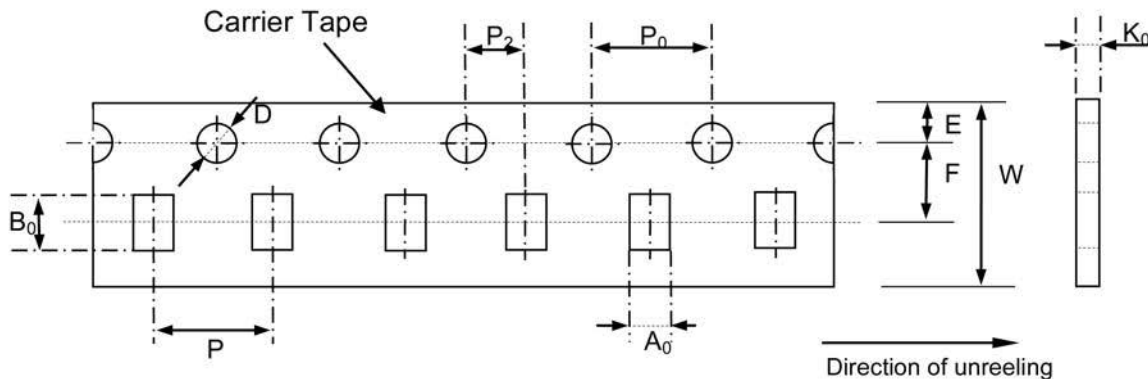 Carrier Tape
P₂
P₀
K₀
D
E
F
W
B₀
P
A₀
Direction of unreeling